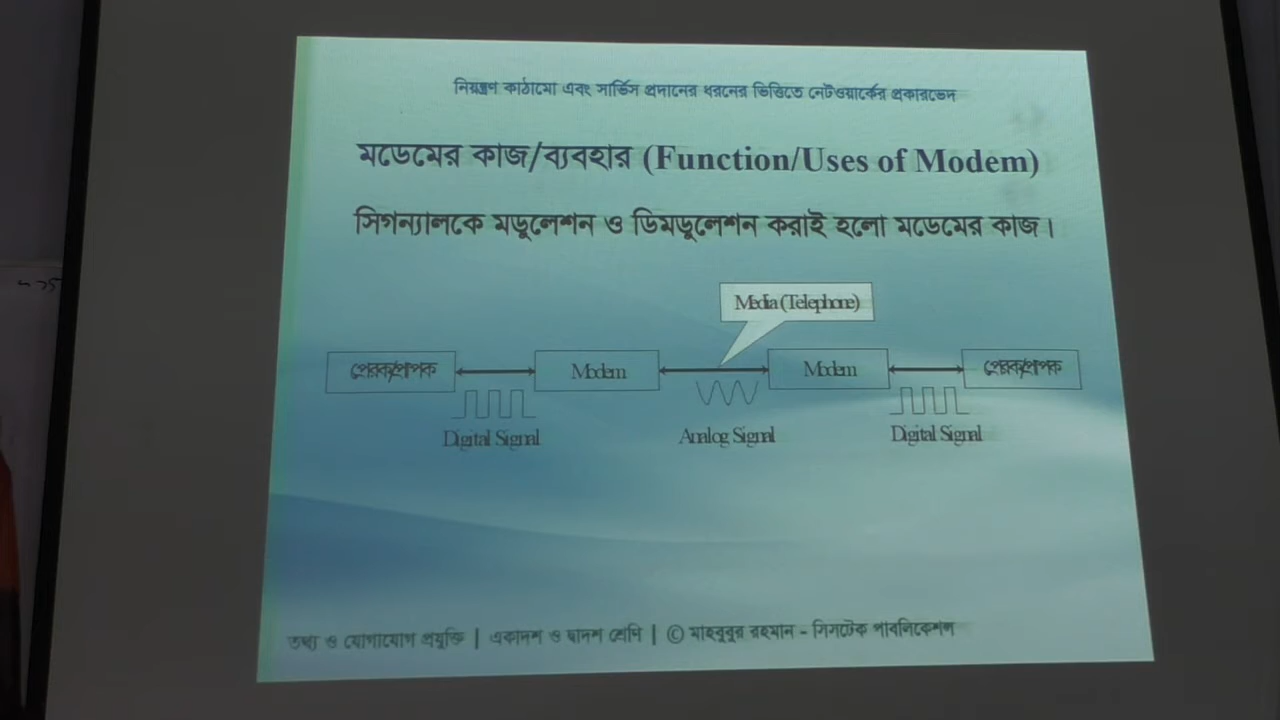 নিয়ন্ত্রণ কাঠামো এবং সার্ভিস প্রদানের ধরনের ভিত্তিতে নেটওয়ার্কের প্রকারভেদ
মডেমের কাজ/ব্যবহার (Function/Uses of Modem)
সিগন্যালকে মডুলেশন ও ডিমডুলেশন করাই হলো মডেমের কাজ।
Media (Telephone)
প্রেরক/প্রাপক Modem Modem প্রেরক/প্রাপক
Digital Signal Analog Signal Digital Signal
তথ্য ও যোগাযোগ প্রযুক্তি | একাদশ ও দ্বাদশ শ্রেণি | © মাহবুবুর রহমান - সিসটেক পাবলিকেশন্স